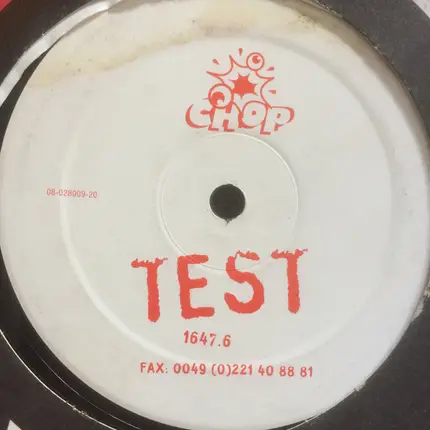 CHOP
08-028009-20
TEST
1647.6
FAX: 0049 (0)221 40 88 81